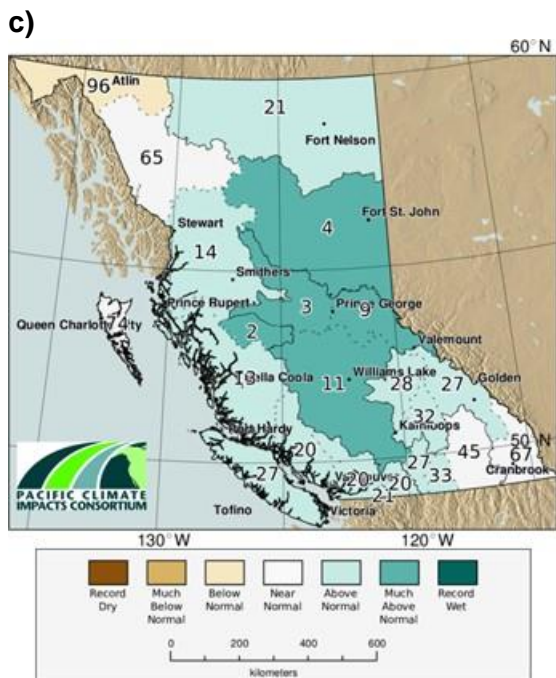 c)
60°N
96 Atlin
21
Fort Nelson
65
4 Fort St. John
Stewart
14
Smithers
Prince Rupert
3 Prince George
9
Queen Charlotte City
2
Valemount
Bella Coola
11 Williams Lake
28 27 Golden
32
Kamloops
Port Hardy
20
45
50
N
67
Cranbrook
27
27
33
Vancouver
20
20
21
Tofino
Victoria
PACIFIC CLIMATE
IMPACTS CONSORTIUM
130°W
120°W
Record
Dry
Much
Below
Normal
Below
Normal
Near
Normal
Above
Normal
Much
Above
Normal
Record
Wet
0 200 400 600
kilometers